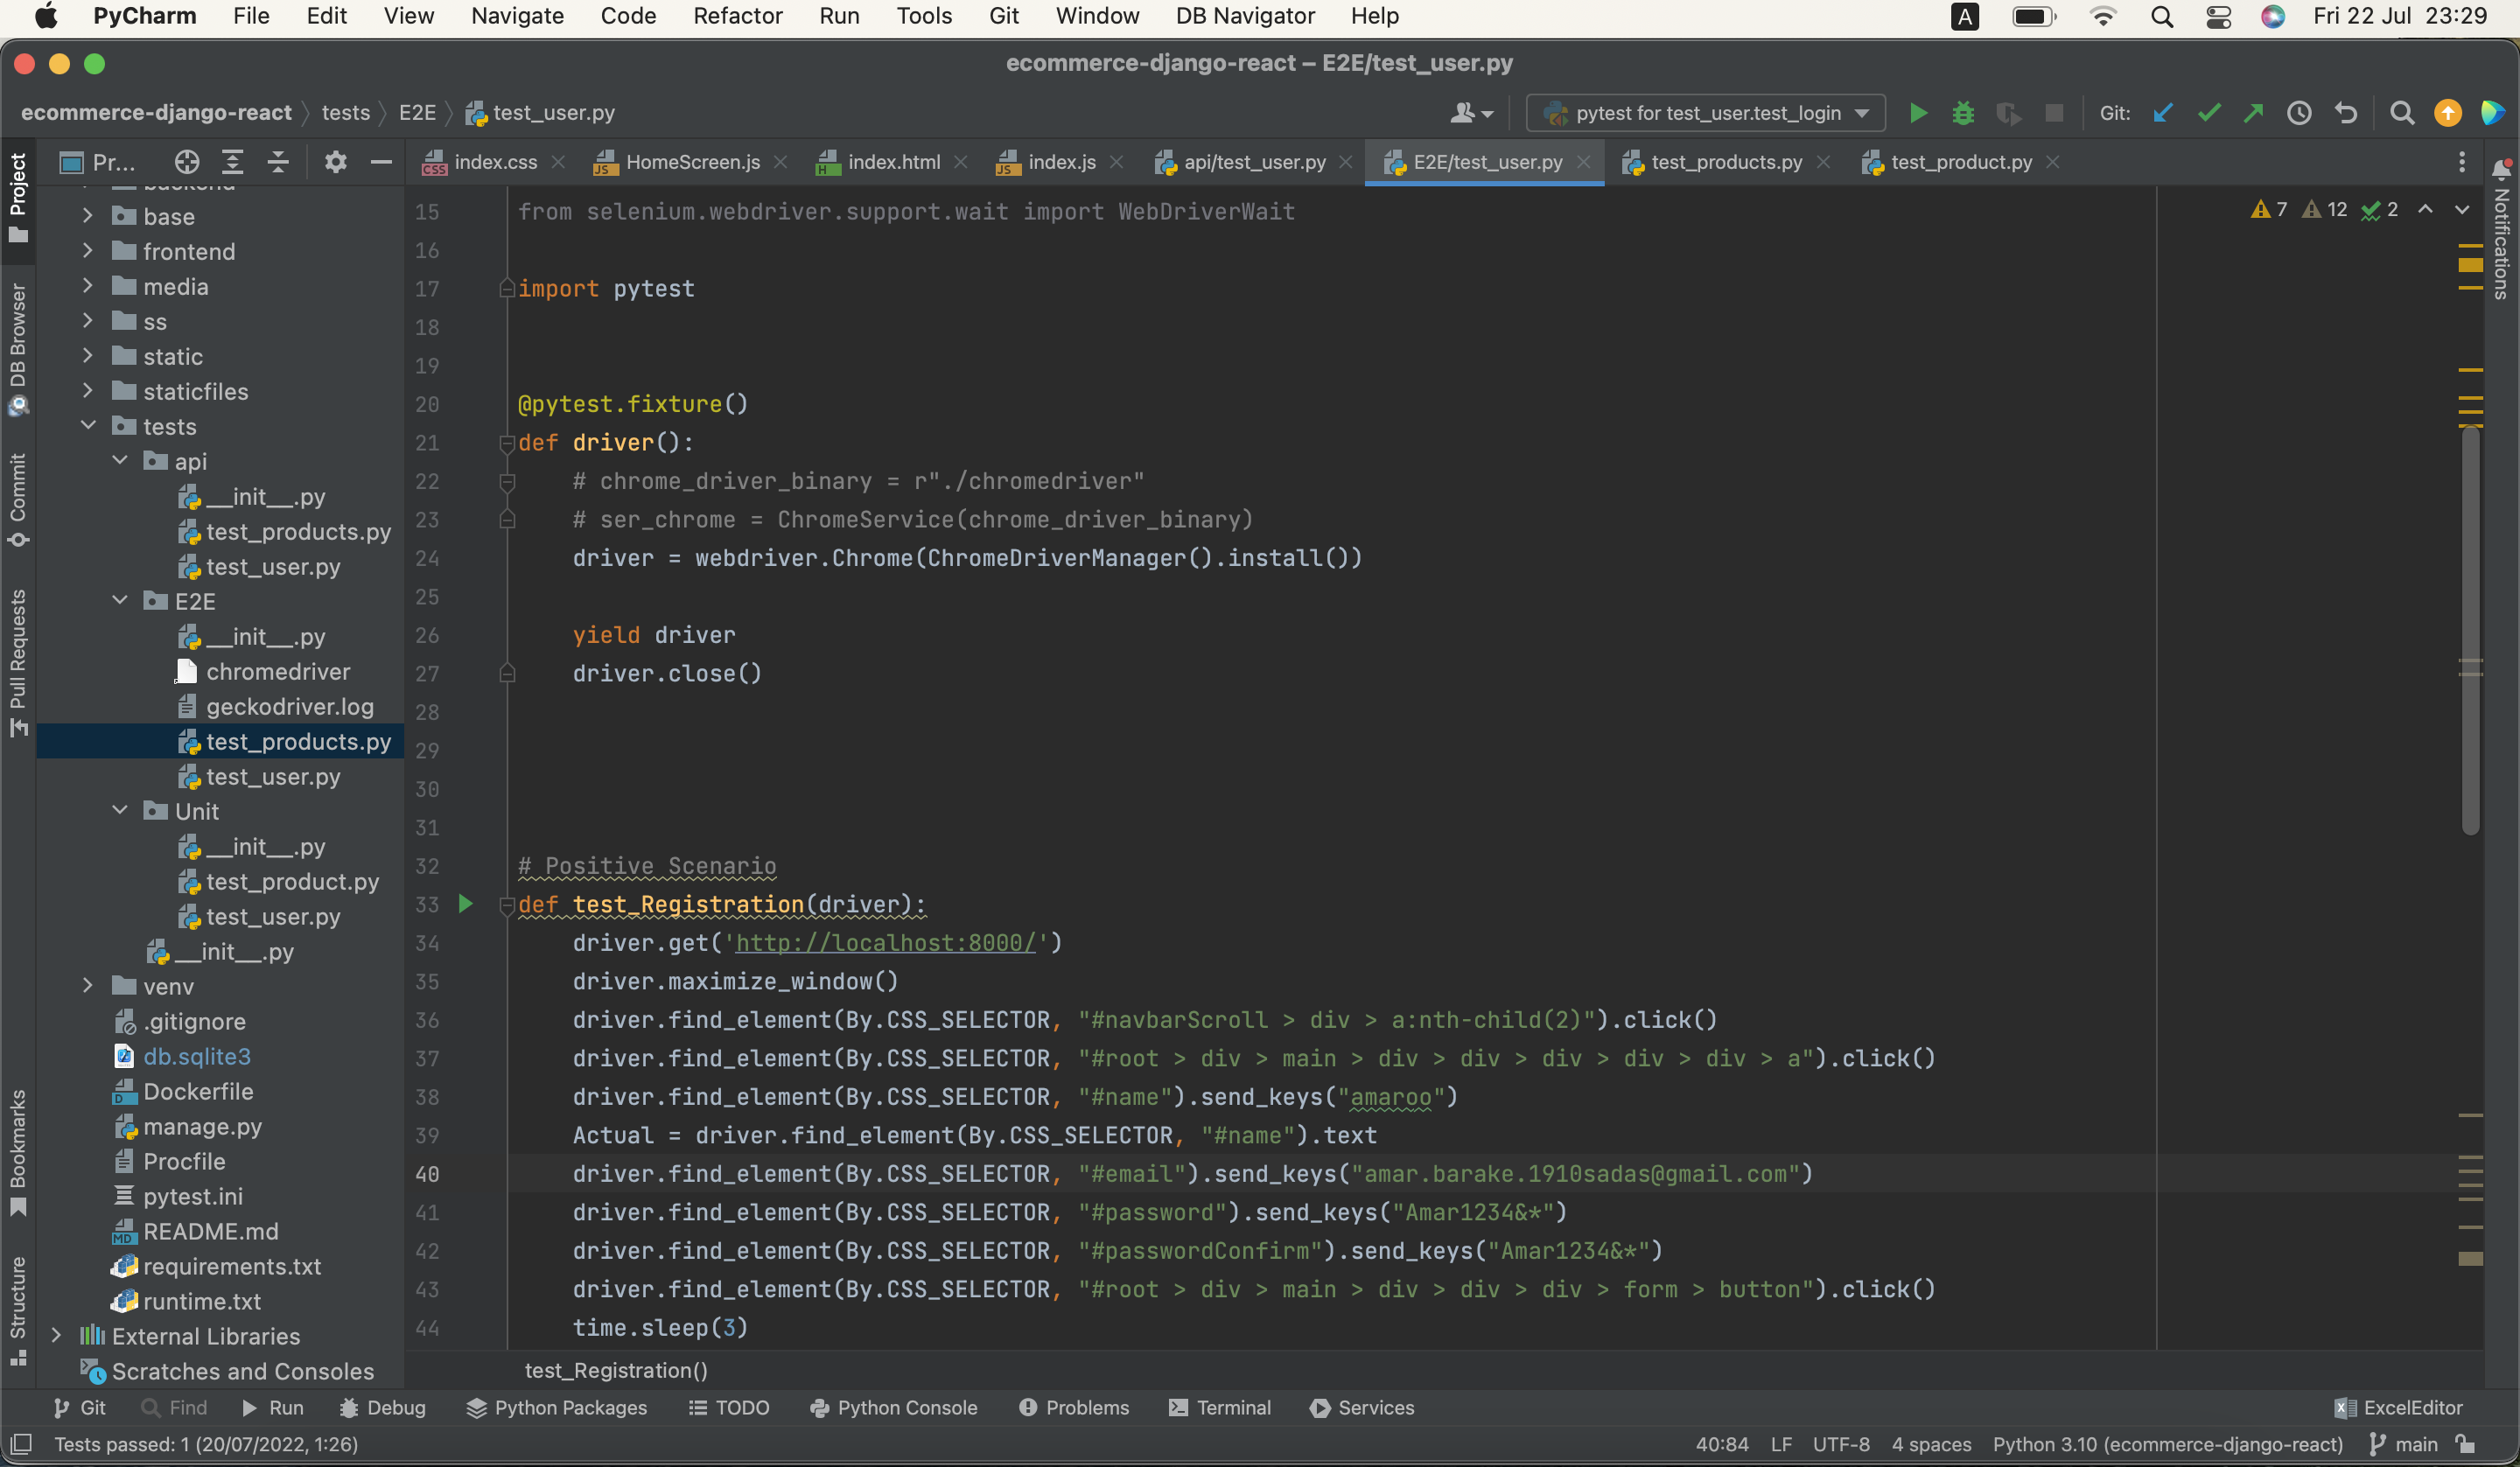 PyCharm File Edit View Navigate Code Refactor Run Tools Git Window DB Navigator Help A Fri 22 Jul 23:29
ecommerce-django-react – E2E/test_user.py
ecommerce-django-react tests E2E test_user.py pytest for test_user.test_login Git:
Pr... index.css HomeScreen.js index.html index.js api/test_user.py E2E/test_user.py test_products.py test_product.py
Project
DB Browser
Commit
Pull Requests
Bookmarks
Structure
Notifications
backend
base
frontend
media
ss
static
staticfiles
tests
api
__init__.py
test_products.py
test_user.py
E2E
__init__.py
chromedriver
geckodriver.log
test_products.py
test_user.py
Unit
__init__.py
test_product.py
test_user.py
__init__.py
venv
.gitignore
db.sqlite3
Dockerfile
manage.py
Procfile
pytest.ini
README.md
requirements.txt
runtime.txt
External Libraries
Scratches and Consoles
7 12 2
15 from selenium.webdriver.support.wait import WebDriverWait
16
17 import pytest
18
19
20 @pytest.fixture()
21 def driver():
22 # chrome_driver_binary = r"./chromedriver"
23 # ser_chrome = ChromeService(chrome_driver_binary)
24 driver = webdriver.Chrome(ChromeDriverManager().install())
25
26 yield driver
27 driver.close()
28
29
30
31
32 # Positive Scenario
33 def test_Registration(driver):
34 driver.get('http://localhost:8000/')
35 driver.maximize_window()
36 driver.find_element(By.CSS_SELECTOR, "#navbarScroll > div > a:nth-child(2)").click()
37 driver.find_element(By.CSS_SELECTOR, "#root > div > main > div > div > div > div > div > a").click()
38 driver.find_element(By.CSS_SELECTOR, "#name").send_keys("amaroo")
39 Actual = driver.find_element(By.CSS_SELECTOR, "#name").text
40 driver.find_element(By.CSS_SELECTOR, "#email").send_keys("amar.barake.1910sadas@gmail.com")
41 driver.find_element(By.CSS_SELECTOR, "#password").send_keys("Amar1234&*")
42 driver.find_element(By.CSS_SELECTOR, "#passwordConfirm").send_keys("Amar1234&*")
43 driver.find_element(By.CSS_SELECTOR, "#root > div > main > div > div > div > form > button").click()
44 time.sleep(3)
test_Registration()
Git Find Run Debug Python Packages TODO Python Console Problems Terminal Services ExcelEditor
Tests passed: 1 (20/07/2022, 1:26) 40:84 LF UTF-8 4 spaces Python 3.10 (ecommerce-django-react) main